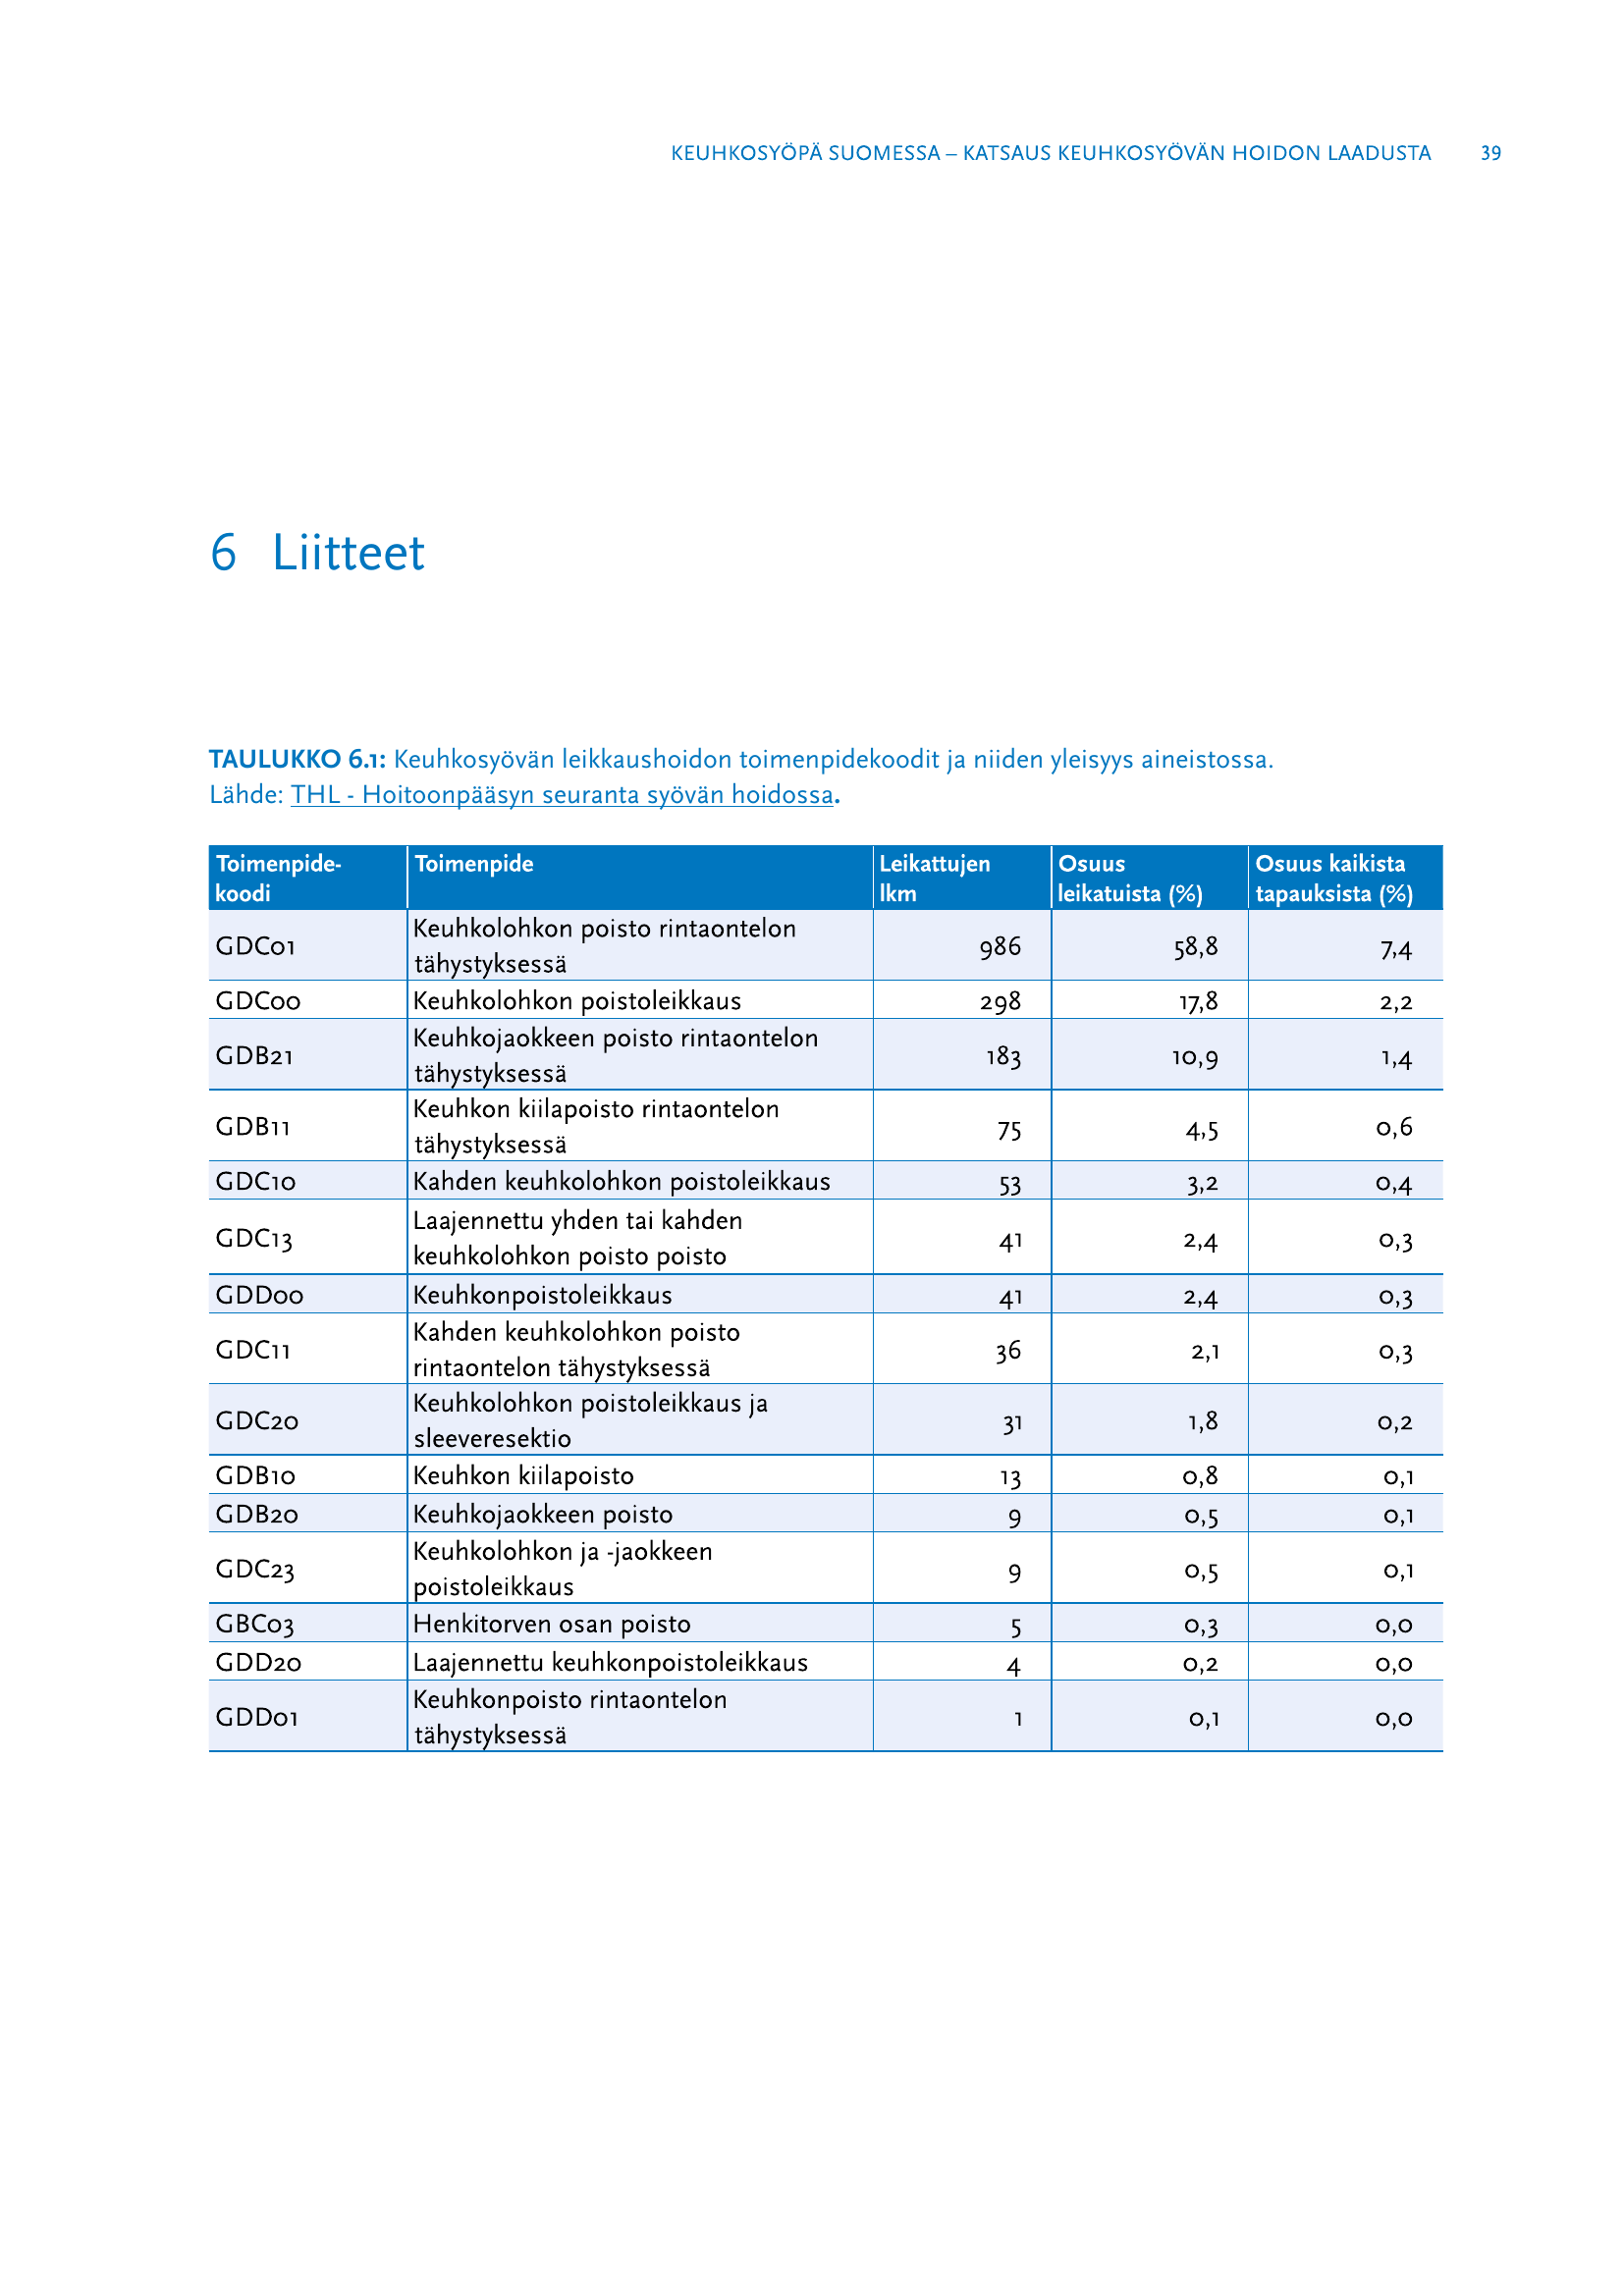 KEUHKOSYÖPÄ SUOMESSA – KATSAUS KEUHKOSYÖVÄN HOIDON LAADUSTA 39
6 Liitteet
TAULUKKO 6.1: Keuhkosyövän leikkaushoidon toimenpidekoodit ja niiden yleisyys aineistossa.
Lähde: THL - Hoitoonpääsyn seuranta syövän hoidossa.
Toimenpide-
koodi
Toimenpide
Leikattujen
lkm
Osuus
leikatuista (%)
Osuus kaikista
tapauksista (%)
GDC01
Keuhkolohkon poisto rintaontelon
tähystyksessä
986 58,8 7,4
GDC00 Keuhkolohkon poistoleikkaus 298 17,8 2,2
GDB21
Keuhkojaokkeen poisto rintaontelon
tähystyksessä
183 10,9 1,4
GDB11
Keuhkon kiilapoisto rintaontelon
tähystyksessä
75 4,5 0,6
GDC10 Kahden keuhkolohkon poistoleikkaus 53 3,2 0,4
GDC13
Laajennettu yhden tai kahden
keuhkolohkon poisto poisto
41 2,4 0,3
GDD00 Keuhkonpoistoleikkaus 41 2,4 0,3
GDC11
Kahden keuhkolohkon poisto
rintaontelon tähystyksessä
36 2,1 0,3
GDC20
Keuhkolohkon poistoleikkaus ja
sleeveresektio
31 1,8 0,2
GDB10 Keuhkon kiilapoisto 13 0,8 0,1
GDB20 Keuhkojaokkeen poisto 9 0,5 0,1
GDC23
Keuhkolohkon ja -jaokkeen
poistoleikkaus
9 0,5 0,1
GBC03 Henkitorven osan poisto 5 0,3 0,0
GDD20 Laajennettu keuhkonpoistoleikkaus 4 0,2 0,0
GDD01
Keuhkonpoisto rintaontelon
tähystyksessä
1 0,1 0,0